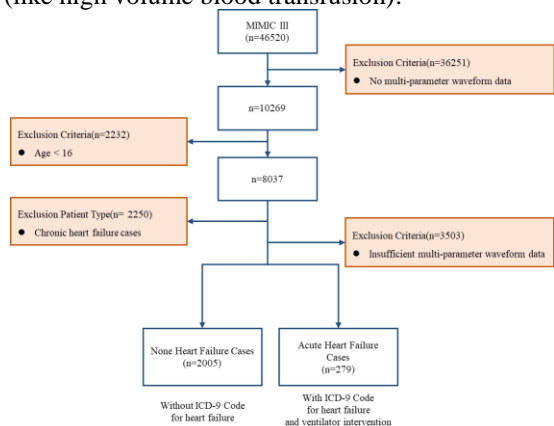 (like high volume blood transfusion).
MIMIC III
(n=46520)
Exclusion Criteria(n=36251)
● No multi-parameter waveform data
n=10269
Exclusion Criteria(n=2232)
● Age < 16
n=8037
Exclusion Patient Type(n= 2250)
● Chronic heart failure cases
Exclusion Criteria(n=3503)
● Insufficient multi-parameter waveform data
None Heart Failure Cases
(n=2005)
Acute Heart Failure
Cases
(n=279)
Without ICD-9 Code
for heart failure
With ICD-9 Code
for heart failure
and ventilator intervention